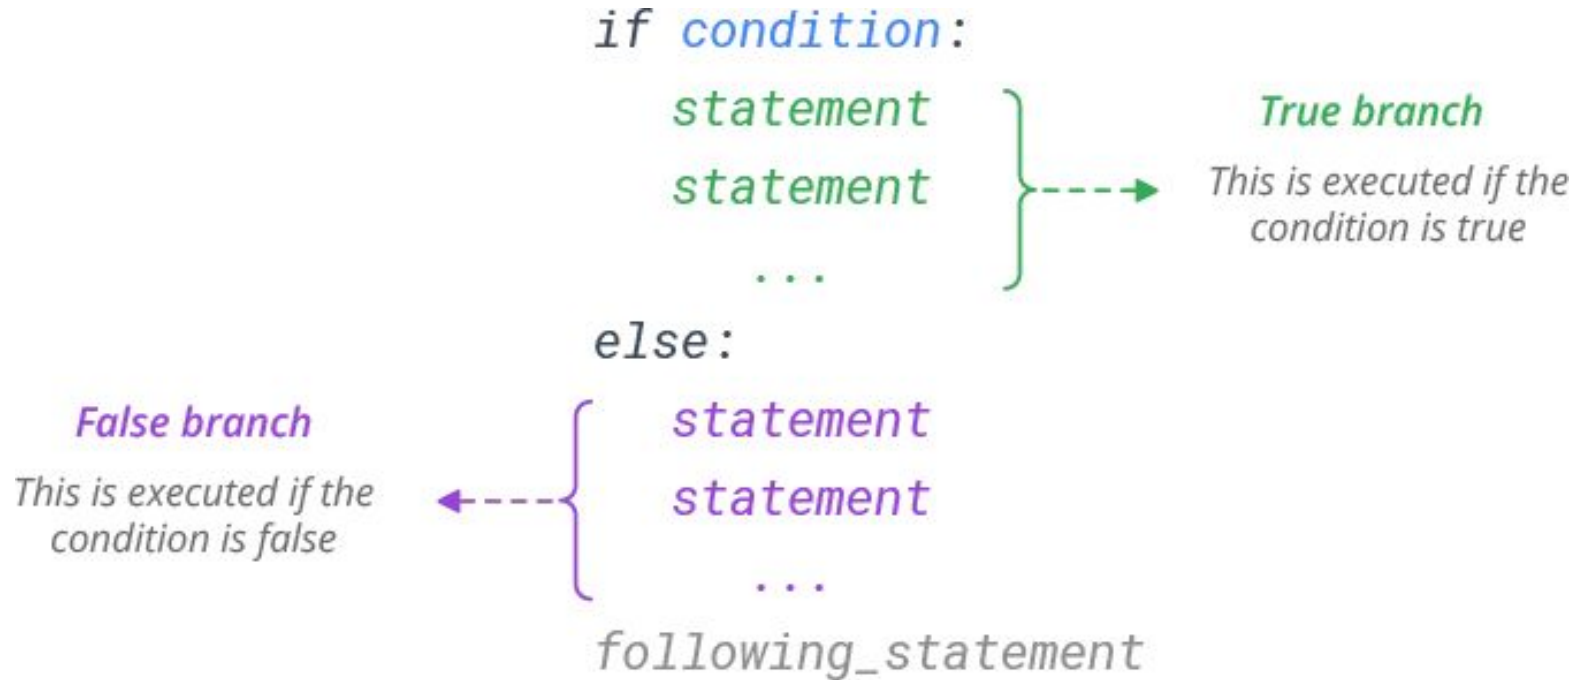 if condition:
statement
statement
...
True branch
This is executed if the
condition is true
else:
statement
statement
...
False branch
This is executed if the
condition is false
following_statement